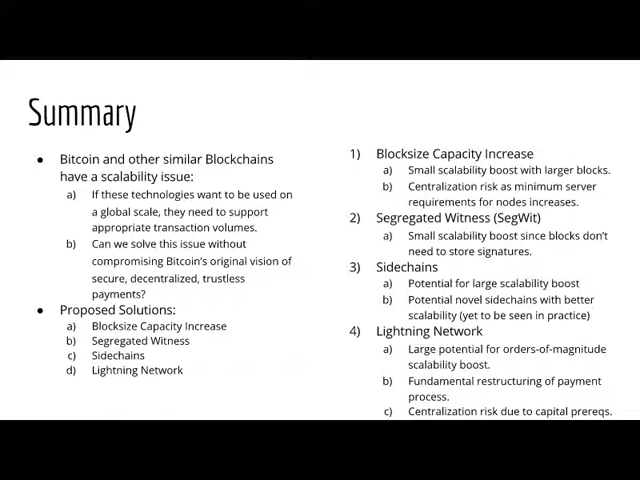 Summary
● Bitcoin and other similar Blockchains
have a scalability issue:
a) If these technologies want to be used on
a global scale, they need to support
appropriate transaction volumes.
b) Can we solve this issue without
compromising Bitcoin's original vision of
secure, decentralized, trustless
payments?
● Proposed Solutions:
a) Blocksize Capacity Increase
b) Segregated Witness
c) Sidechains
d) Lightning Network
1) Blocksize Capacity Increase
a) Small scalability boost with larger blocks.
b) Centralization risk as minimum server
requirements for nodes increases.
2) Segregated Witness (SegWit)
a) Small scalability boost since blocks don't
need to store signatures.
3) Sidechains
a) Potential for large scalability boost
b) Potential novel sidechains with better
scalability (yet to be seen in practice)
4) Lightning Network
a) Large potential for orders-of-magnitude
scalability boost.
b) Fundamental restructuring of payment
process.
c) Centralization risk due to capital prereqs.